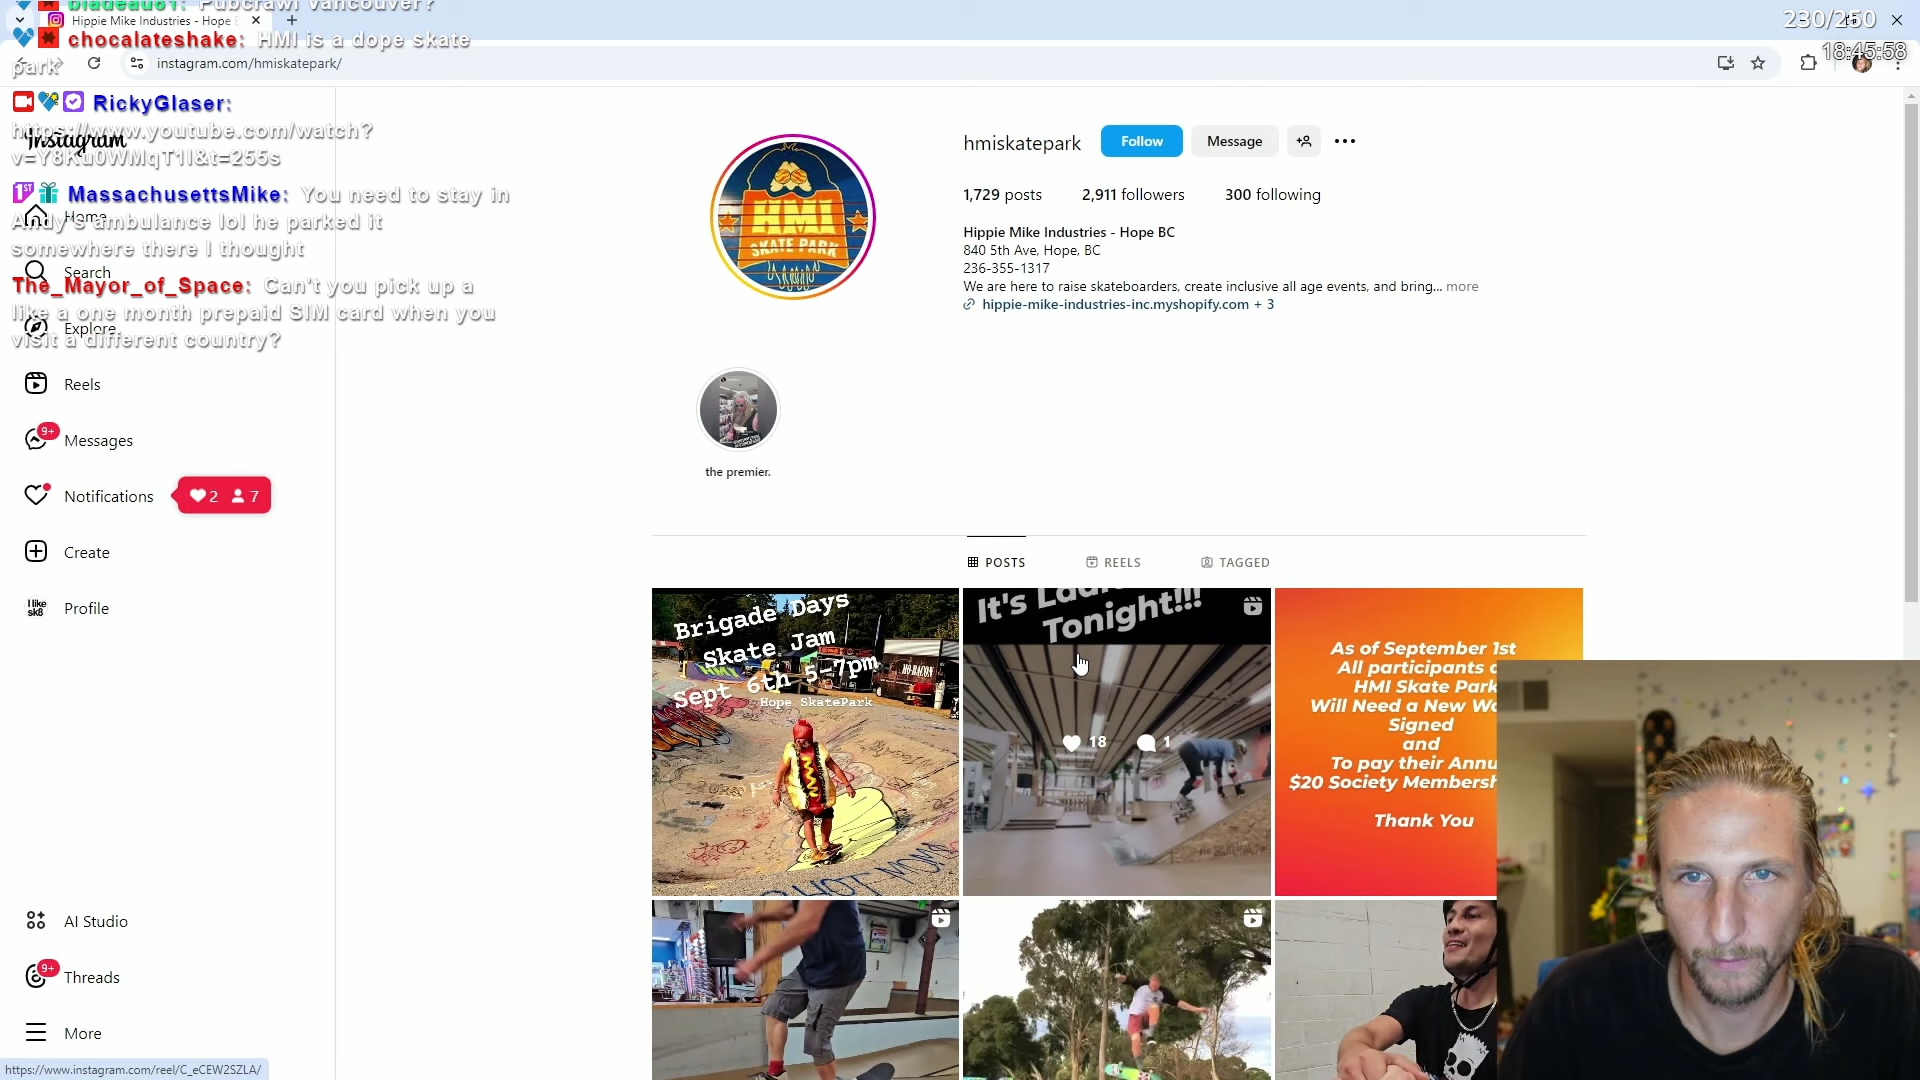 bladeau81: Pubcrawl Vancouver?
Hippie Mike Industries - Hope B
230/250
chocalateshake: HMI is a dope skate
park
18:45:58
instagram.com/hmiskatepark/
RickyGlaser:
https://www.youtube.com/watch?
v=Y8Ku0WMqT1I&t=255s
Instagram
MassachusettsMike: You need to stay in
Andy's ambulance lol he parked it
somewhere there I thought
The_Mayor_of_Space: Can't you pick up a
like a one month prepaid SIM card when you
visit a different country?
Home
Search
Explore
Reels
9+
Messages
Notifications
2 7
Create
I like
sk8
Profile
AI Studio
9+
Threads
More
https://www.instagram.com/reel/C_eCEW2SZLA/
HMI
SKATE PARK
hmiskatepark
Follow
Message
1,729 posts
2,911 followers
300 following
Hippie Mike Industries - Hope BC
840 5th Ave, Hope, BC
236-355-1317
We are here to raise skateboarders, create inclusive all age events, and bring... more
hippie-mike-industries-inc.myshopify.com + 3
the premier.
POSTS
REELS
TAGGED
Brigade Days
Skate Jam
Sept 6th 5-7pm
Hope SkatePark
It's
Tonight!!!
18
1
As of September 1st
All participants
HMI Skate Park
Will Need a New
Signed
and
To pay their
$20 Society
Thank You